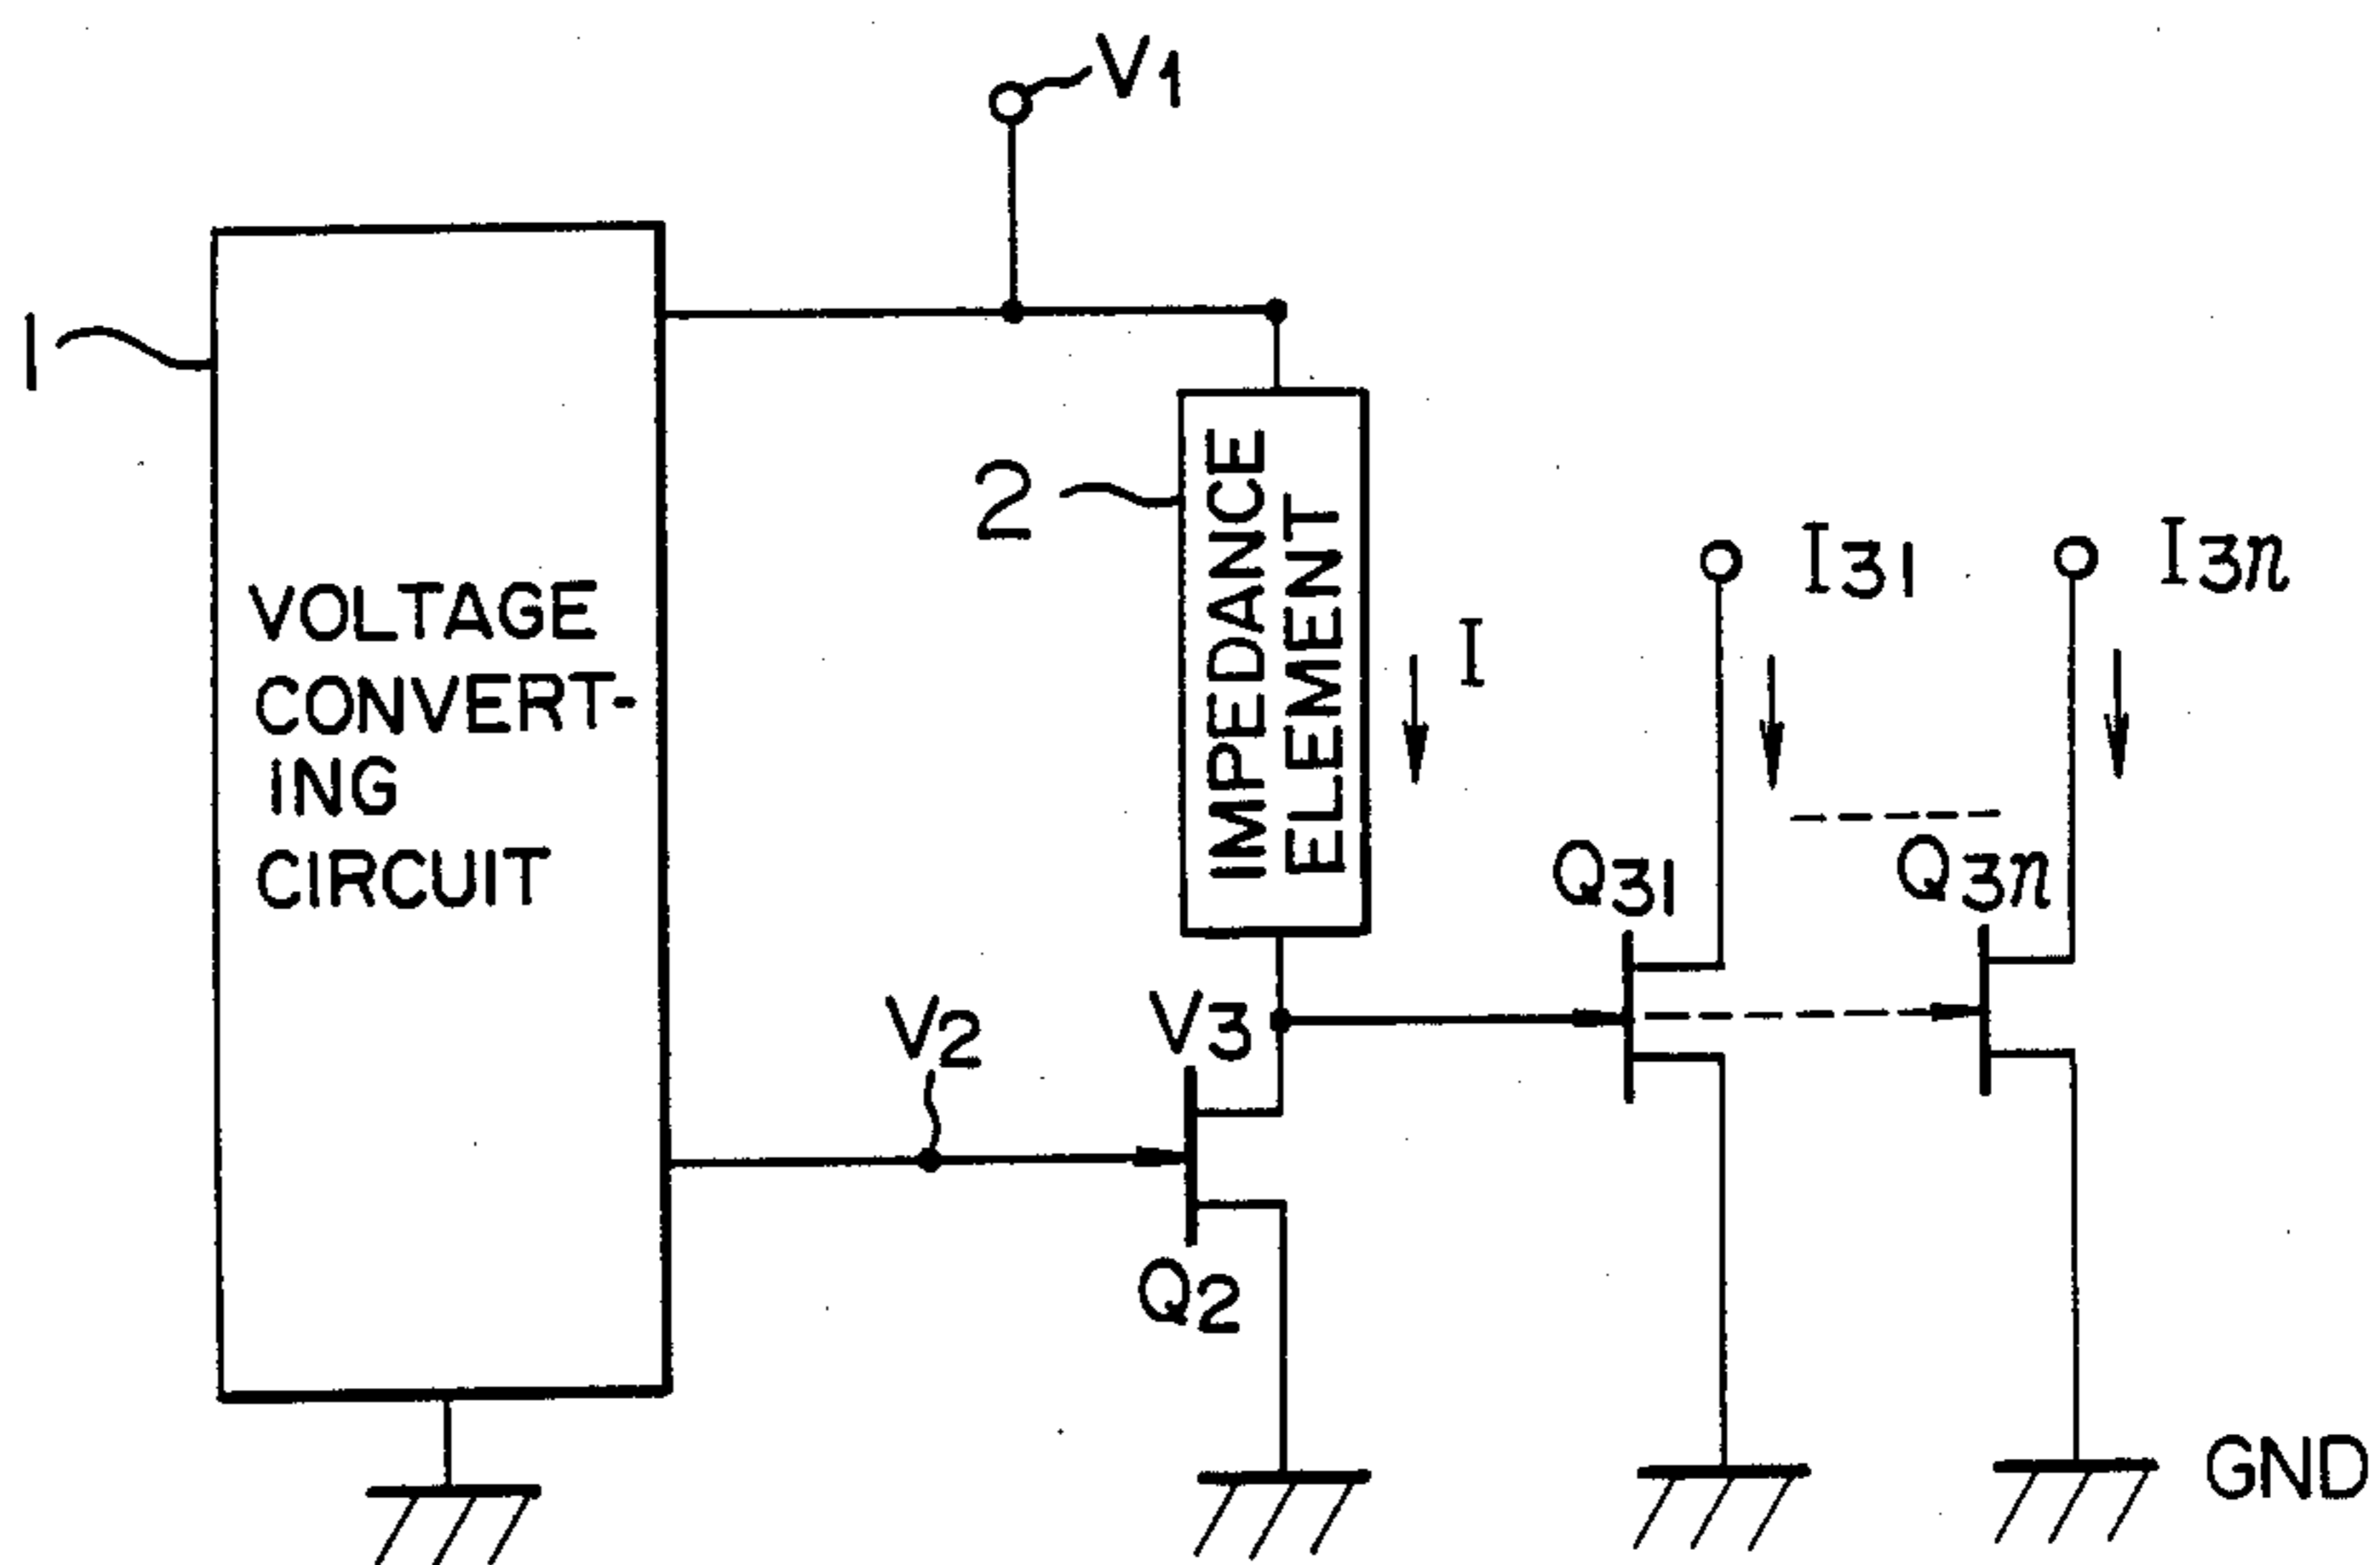 V1
1
VOLTAGE
CONVERT-
ING
CIRCUIT
2
IMPEDANCE
ELEMENT
I
I31
I3n
Q31
Q3n
V2
V3
Q2
GND